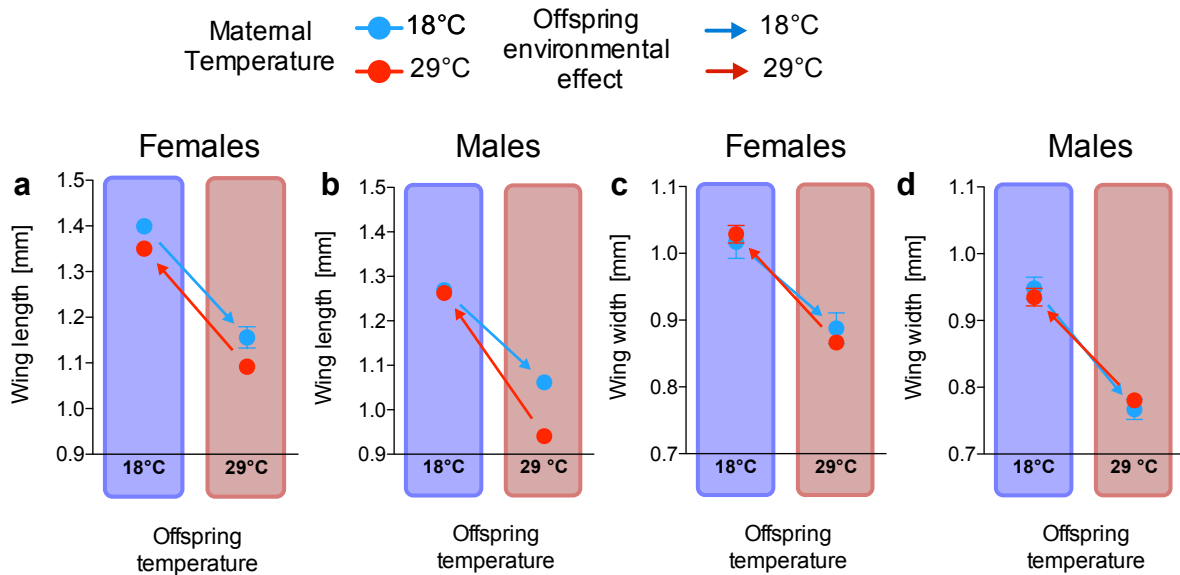 Maternal
Temperature
18°C
29°C
Offspring
environmental
effect
18°C
29°C
Females
Males
Females
Males
a
Wing length [mm]
1.5
1.4
1.3
1.2
1.1
1.0
0.9
18°C
29°C
Offspring
temperature
b
Wing length [mm]
1.5
1.4
1.3
1.2
1.1
1.0
0.9
18°C
29 °C
Offspring
temperature
c
Wing width [mm]
1.1
1.0
0.9
0.8
0.7
18°C
29°C
Offspring
temperature
d
Wing width [mm]
1.1
1.0
0.9
0.8
0.7
18°C
29 °C
Offspring
temperature